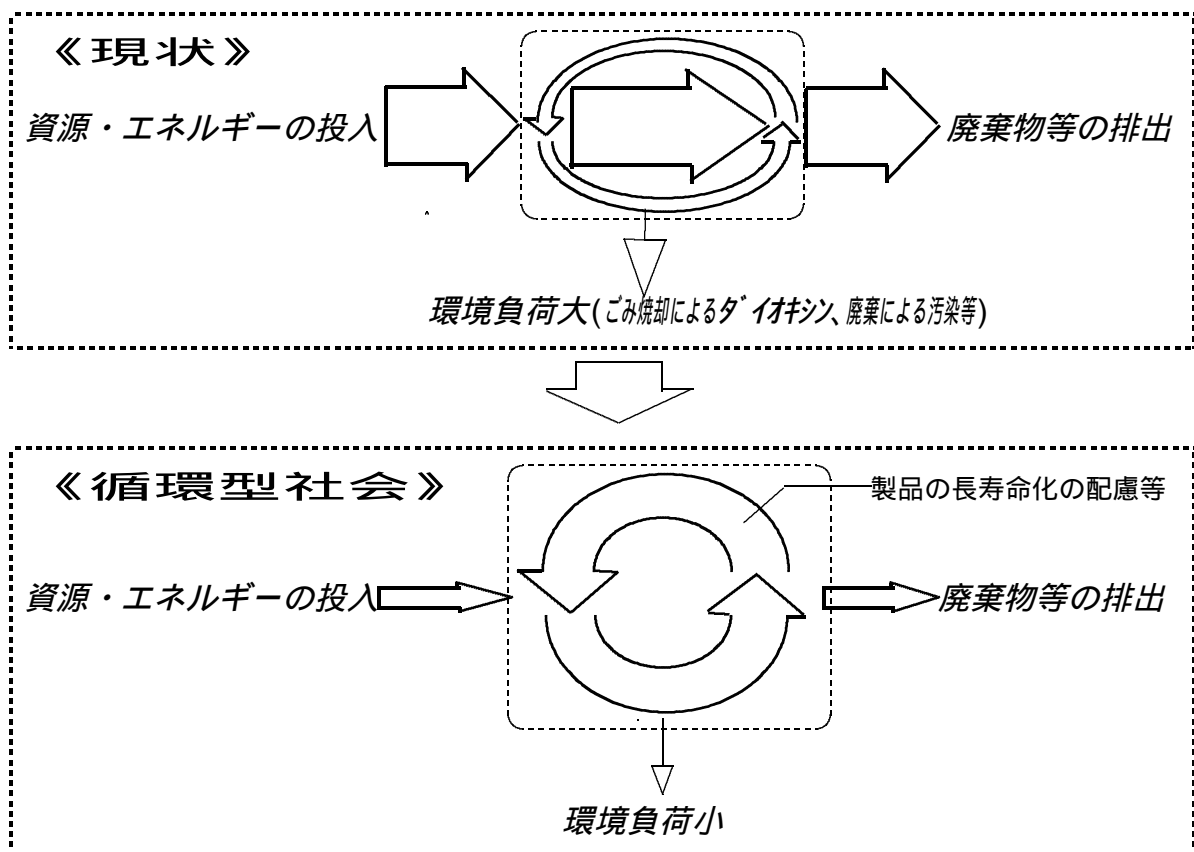 《現状》
資源・エネルギーの投入
廃棄物等の排出
環境負荷大(ごみ焼却によるダイオキシン、廃棄による汚染等)
《循環型社会》
製品の長寿命化の配慮等
資源・エネルギーの投入
廃棄物等の排出
環境負荷小